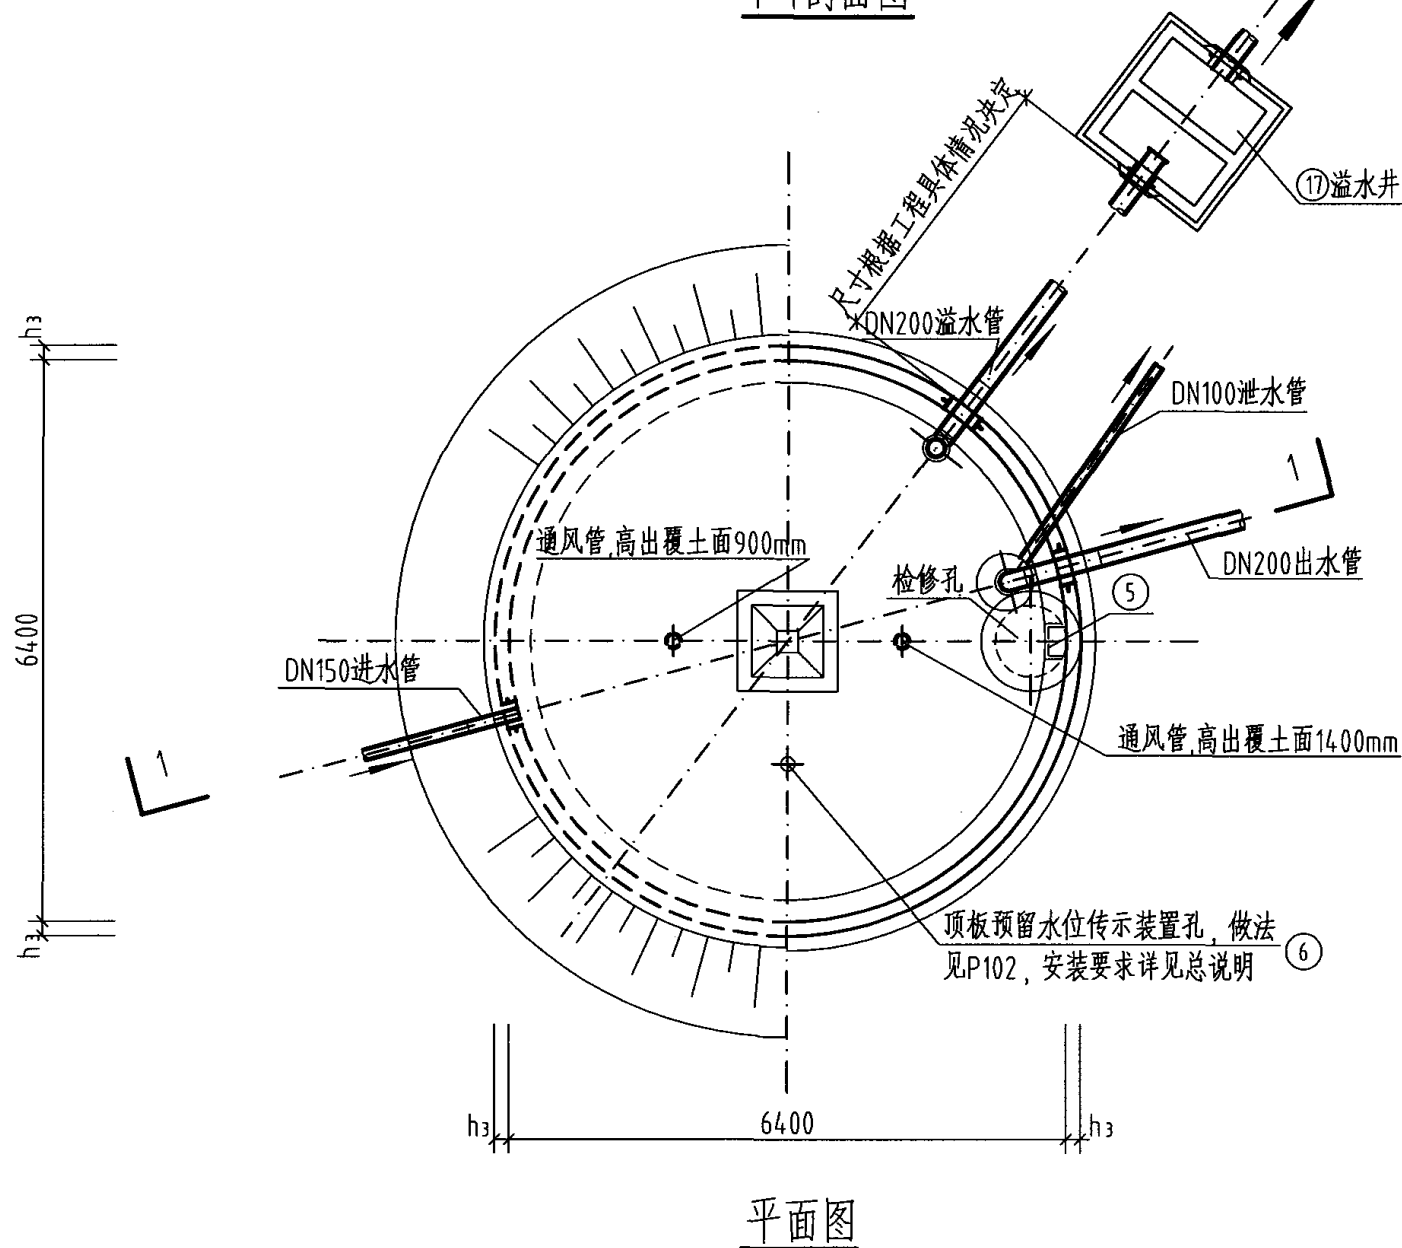 1-1剖面图
尺寸根据工程具体情况决定
⑰溢水井
h3
DN200溢水管
DN100泄水管
1
通风管,高出覆土面900mm
检修孔
⑤
DN200出水管
6400
DN150进水管
1
通风管,高出覆土面1400mm
顶板预留水位传示装置孔，做法
见P102，安装要求详见总说明
⑥
h3
h3
6400
h3
平面图